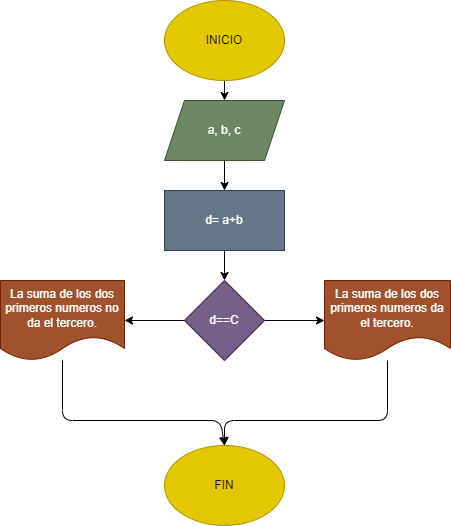 INICIO
a, b, c
d= a+b
d==C
La suma de los dos
primeros numeros no
da el tercero.
La suma de los dos
primeros numeros da
el tercero.
FIN